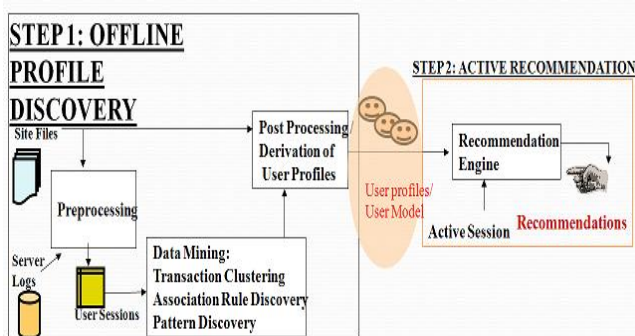 STEP 1: OFFLINE
PROFILE
DISCOVERY
Site Files
Preprocessing
Server
Logs
User Sessions
Data Mining:
Transaction Clustering
Association Rule Discovery
Pattern Discovery
Post Processing/
Derivation of
User Profiles
User profiles/
User Model
STEP 2: ACTIVE RECOMMENDATION
Recommendation
Engine
Active Session
Recommendations